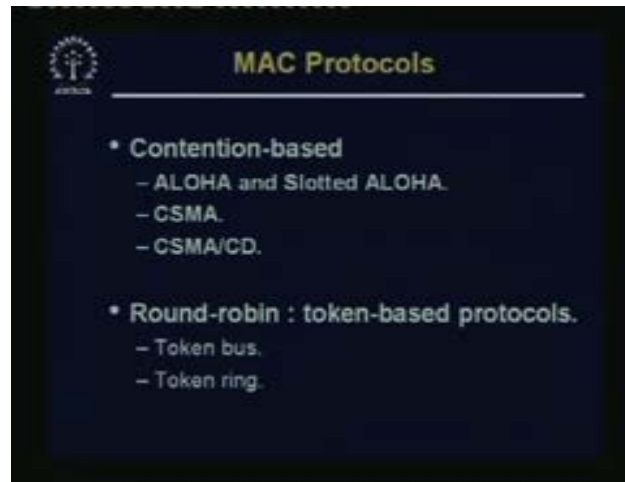 MAC Protocols
• Contention-based
– ALOHA and Slotted ALOHA.
– CSMA.
– CSMA/CD.
• Round-robin : token-based protocols.
– Token bus.
– Token ring.